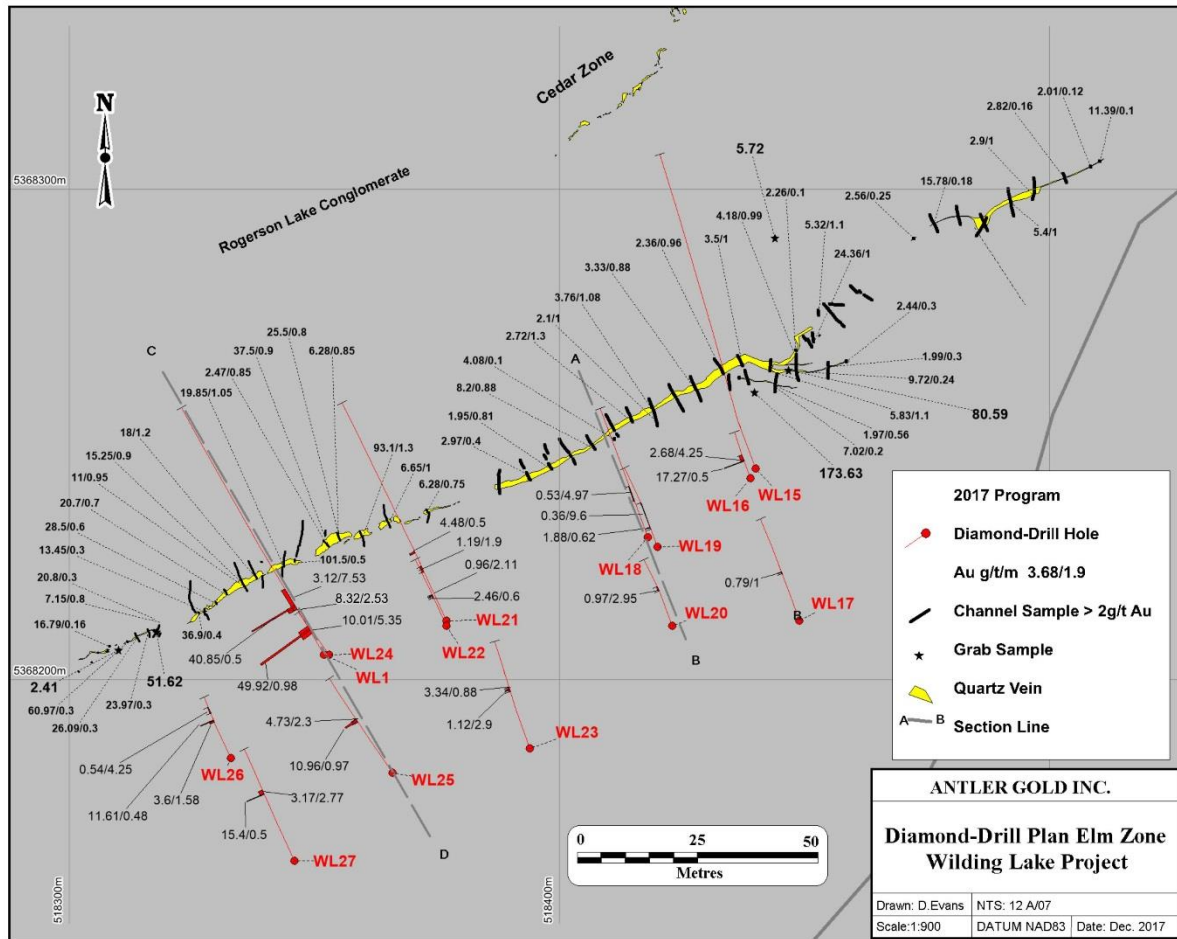 Cedar Zone
N
Rogerson Lake Conglomerate
5368300m
5368200m
518300m
518400m
2.01/0.12
11.39/0.1
2.82/0.16
2.9/1
5.72
15.78/0.18
2.56/0.25
5.4/1
2.26/0.1
4.18/0.99
5.32/1.1
3.5/1
24.36/1
2.36/0.96
3.33/0.88
2.44/0.3
3.76/1.08
2.1/1
2.72/1.3
1.99/0.3
9.72/0.24
4.08/0.1
8.2/0.88
5.83/1.1
80.59
1.95/0.81
1.97/0.56
2.97/0.4
7.02/0.2
173.63
A
C
25.5/0.8
6.28/0.85
37.5/0.9
2.47/0.85
19.85/1.05
18/1.2
93.1/1.3
15.25/0.9
6.65/1
11/0.95
6.28/0.75
20.7/0.7
28.5/0.6
13.45/0.3
20.8/0.3
7.15/0.8
16.79/0.16
2.41
60.97/0.3
26.09/0.3
23.97/0.3
51.62
36.9/0.4
101.5/0.5
3.12/7.53
8.32/2.53
10.01/5.35
40.85/0.5
49.92/0.98
4.48/0.5
1.19/1.9
0.96/2.11
2.46/0.6
2.68/4.25
17.27/0.5
0.53/4.97
0.36/9.6
1.88/0.62
0.97/2.95
0.79/1
WL15
WL16
WL19
WL18
WL20
WL17
B
B
WL21
WL22
WL24
WL1
3.34/0.88
1.12/2.9
WL23
4.73/2.3
10.96/0.97
WL25
D
WL26
0.54/4.25
3.6/1.58
11.61/0.48
3.17/2.77
15.4/0.5
WL27
0 25 50
Metres
2017 Program
Diamond-Drill Hole
Au g/t/m 3.68/1.9
Channel Sample > 2g/t Au
Grab Sample
Quartz Vein
A B Section Line
ANTLER GOLD INC.
Diamond-Drill Plan Elm Zone
Wilding Lake Project
Drawn: D.Evans NTS: 12 A/07
Scale:1:900 DATUM NAD83 Date: Dec. 2017